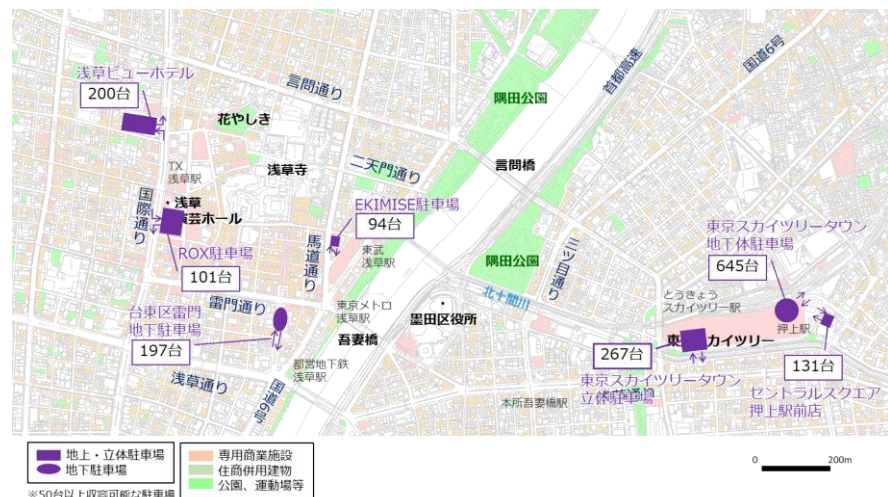 浅草ビューホテル
200台
言問通り
花やしき
隅田公園
首都高速
国道6号
浅草寺
二天門通り
言問橋
TX
浅草駅
国際通り
浅草
演芸ホール
EKIMISE駐車場
94台
東京スカイツリータウン
地下体駐車場
645台
ROX駐車場
101台
馬道通り
東武
浅草駅
隅田公園
三ツ目通り
北十間川
とうきょう
スカイツリー駅
雷門通り
東京メトロ
浅草駅
墨田区役所
押上駅
台東区雷門
地下駐車場
197台
吾妻橋
267台
東
カイツリー
131台
浅草通り
都営地下鉄
浅草駅
東京スカイツリータウン
立体駐車場
通り
セントラルスクエア
押上駅前店
国道6号
本所吾妻橋駅
地上・立体駐車場
地下駐車場
専用商業施設
住商併用建物
公園、運動場等
0 200m
※50台以上収容可能な駐車場